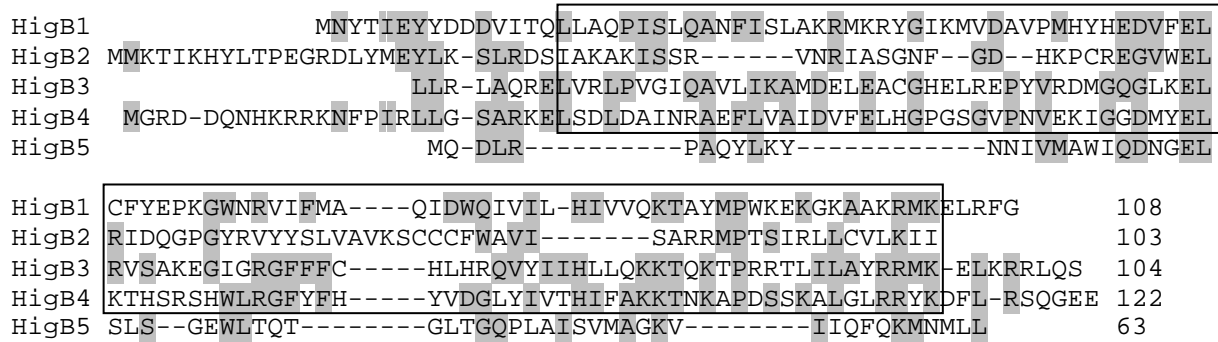 HigB1 MNYTIEYYDDDVITQLLAQPISLQANFISLAKRMKRYGIKMVDAVPMHYHEDVFEL
HigB2 MMKTIKHYLTPEGRDLYMEYLK-SLRDSIAKAKISSR------VNRIASGNF--GD--HKPCREGVWEL
HigB3 LLR-LAQRELVRLPVGIQAVLIKAMDELEACGHELREPYVRDMGQGLKEL
HigB4 MGRD-DQNHKRRKNFPIRLLG-SARKELSDLDAINRAEFLVAIDVFELHGPGSGVPNVEKIGGDMYEL
HigB5 MQ-DLR----------PAQYLKY------------NNIVMAWIQDNGEL
HigB1 CFYEPKGWNRVIFMA----QIDWQIVIL-HIVVQKTAYMPWKEKGKAAKRMKELRFG 108
HigB2 RIDQGPGYRVYYSLVAVKSCCCFWAVI-------SARRMPTSIRLLCVLKII 103
HigB3 RVSAKEGIGRGFFFC-----HLHRQVYIIHLLQKKTQKTPRRTLILAYRRMK-ELKRRLQS 104
HigB4 KTHSRSHWLRGFYFH-----YVDGLYIVTHIFAKKTNKAPDSSKALGLRRYKDFL-RSQGEE 122
HigB5 SLS--GEWLTQT--------GLTGQPLAISVMAGKV--------IIQFQKMNMLL 63